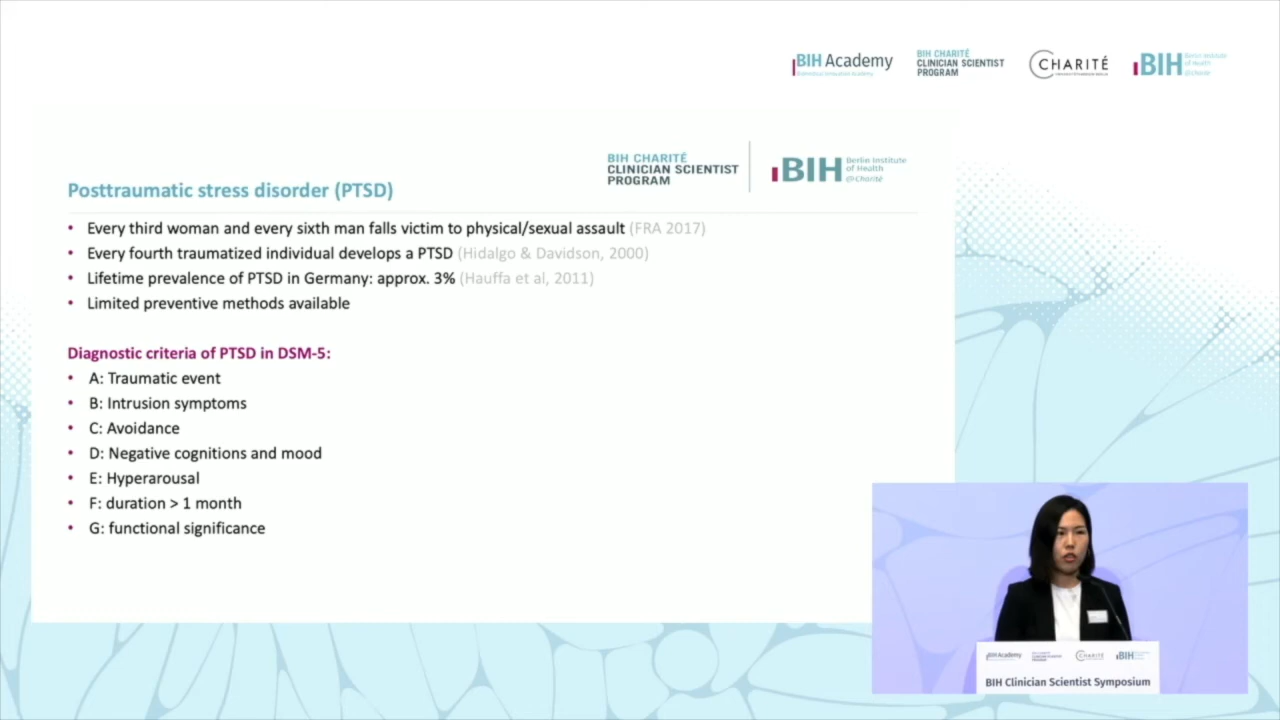 BIH Academy
BIH CHARITÉ
CLINICIAN SCIENTIST
PROGRAM
CHARITÉ
BIH
Berlin Institute
of Health
@Charité
BIH CHARITÉ
CLINICIAN SCIENTIST
PROGRAM
BIH
Berlin Institute
of Health
@Charité
Posttraumatic stress disorder (PTSD)
• Every third woman and every sixth man falls victim to physical/sexual assault (FRA 2017)
• Every fourth traumatized individual develops a PTSD (Hidalgo & Davidson, 2000)
• Lifetime prevalence of PTSD in Germany: approx. 3% (Hauffa et al, 2011)
• Limited preventive methods available
Diagnostic criteria of PTSD in DSM-5:
• A: Traumatic event
• B: Intrusion symptoms
• C: Avoidance
• D: Negative cognitions and mood
• E: Hyperarousal
• F: duration > 1 month
• G: functional significance
BIH Academy
CHARITÉ
BIH
BIH Clinician Scientist Symposium